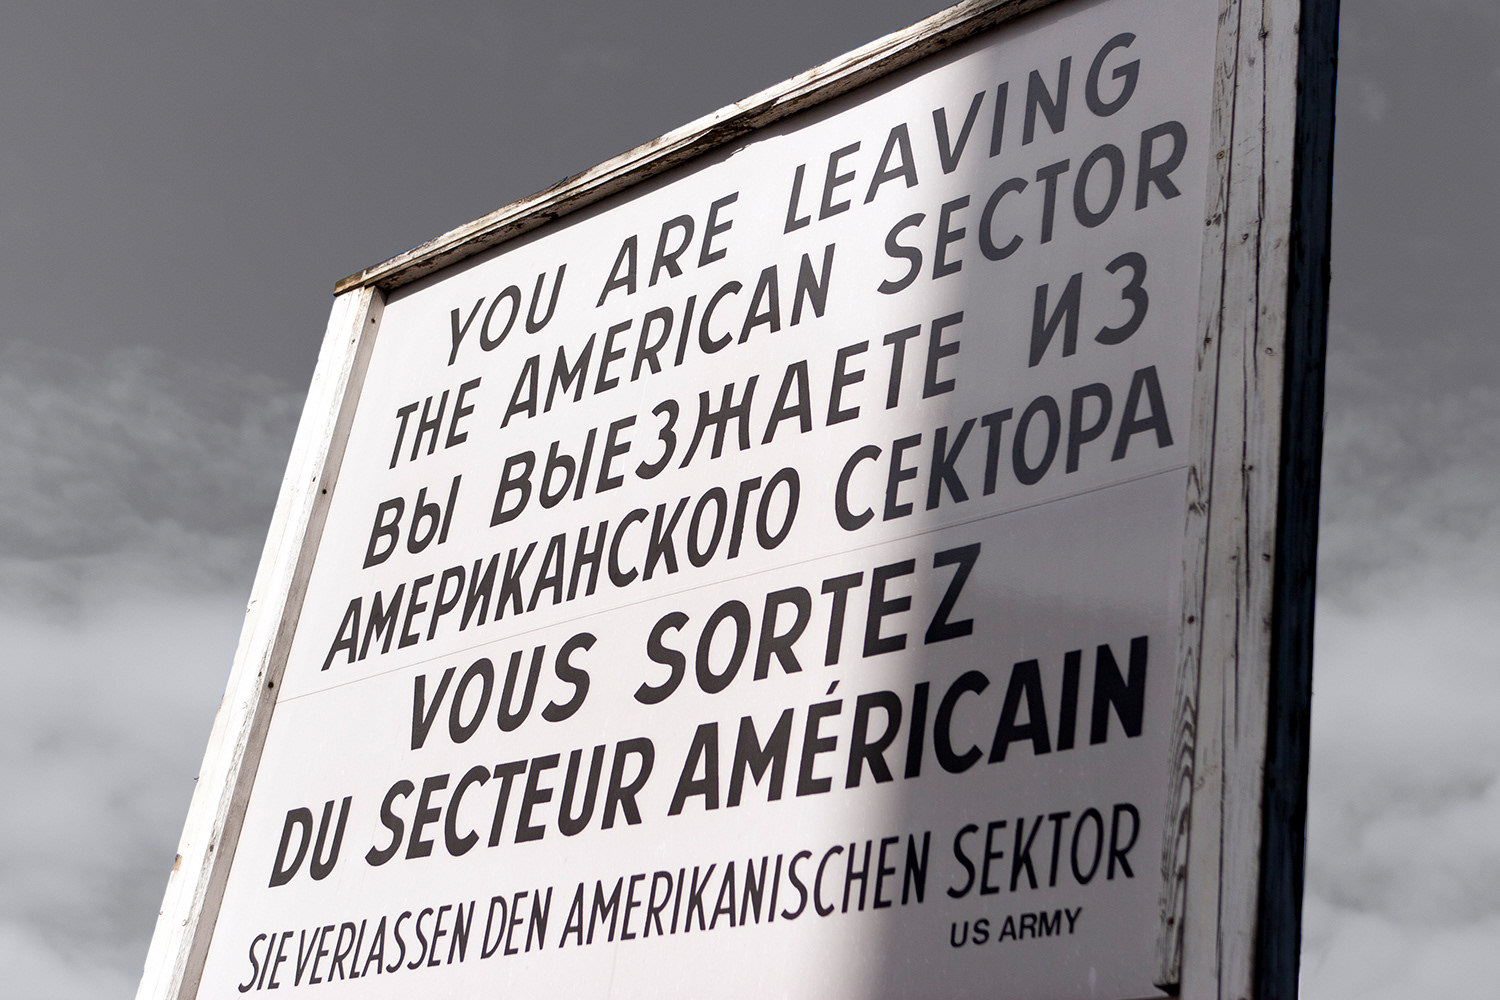 YOU ARE LEAVING
THE AMERICAN SECTOR
ВЫ ВЫЕЗЖАЕТЕ ИЗ
АМЕРИКАНСКОГО СЕКТОРА
VOUS SORTEZ
DU SECTEUR AMÉRICAIN
SIE VERLASSEN DEN AMERIKANISCHEN SEKTOR
US ARMY